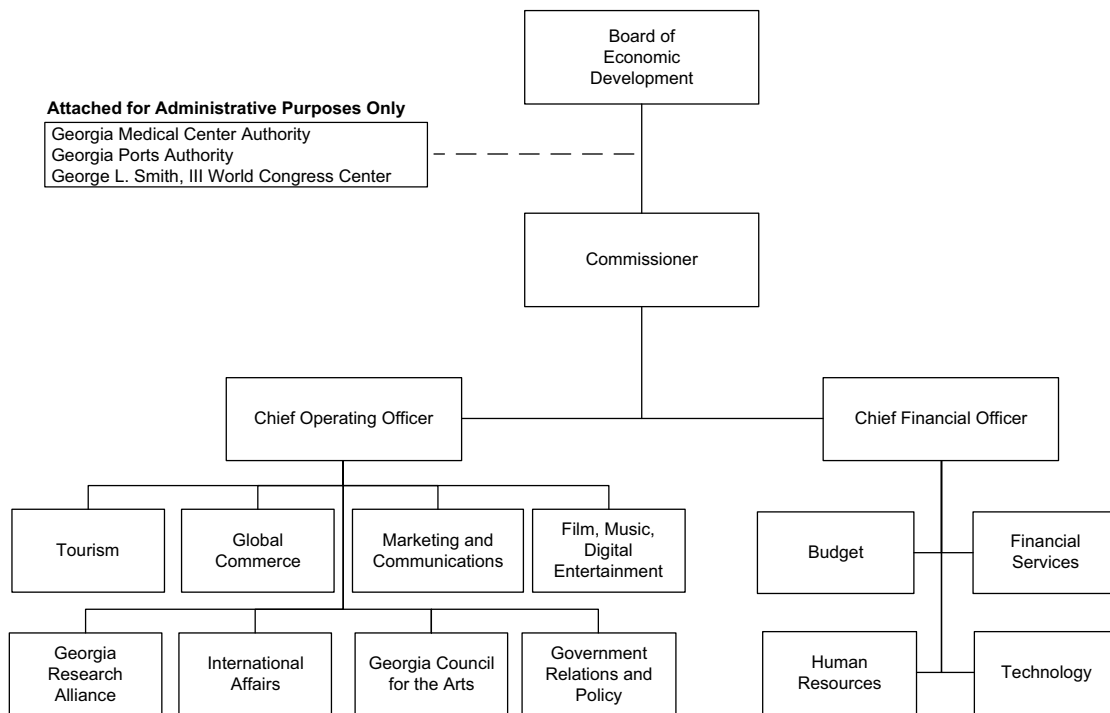 Board of
Economic
Development
Attached for Administrative Purposes Only
Georgia Medical Center Authority
Georgia Ports Authority
George L. Smith, III World Congress Center
Commissioner
Chief Operating Officer
Chief Financial Officer
Tourism
Global
Commerce
Marketing and
Communications
Film, Music,
Digital
Entertainment
Budget
Financial
Services
Georgia
Research
Alliance
International
Affairs
Georgia Council
for the Arts
Government
Relations and
Policy
Human
Resources
Technology